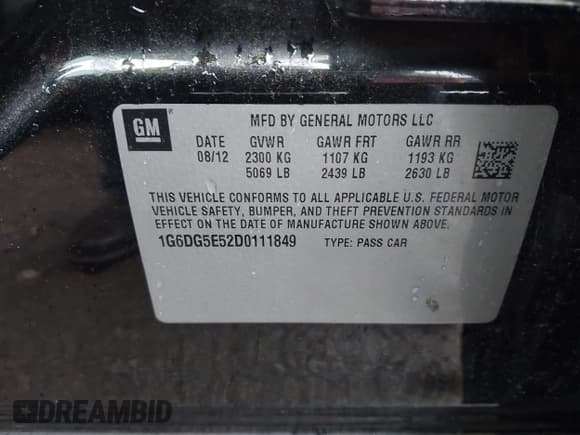 GM
MFD BY GENERAL MOTORS LLC
DATE GVWR GAWR FRT GAWR RR
08/12 2300 KG 1107 KG 1193 KG
5069 LB 2439 LB 2630 LB
THIS VEHICLE CONFORMS TO ALL APPLICABLE U.S. FEDERAL MOTOR
VEHICLE SAFETY, BUMPER, AND THEFT PREVENTION STANDARDS IN
EFFECT ON THE DATE OF MANUFACTURE SHOWN ABOVE.
1G6DG5E52D0111849 TYPE: PASS CAR
DREAMBID